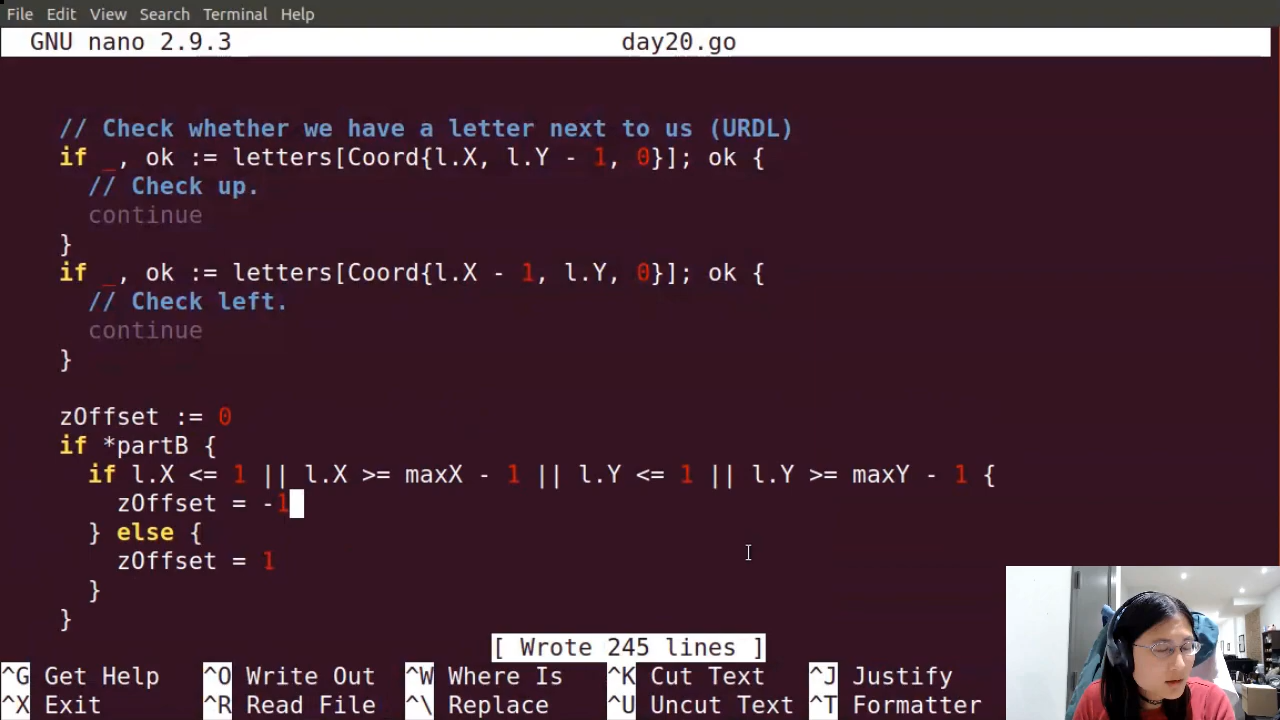 File Edit View Search Terminal Help
GNU nano 2.9.3 day20.go
// Check whether we have a letter next to us (URDL)
if _, ok := letters[Coord{l.X, l.Y - 1, 0}]; ok {
// Check up.
continue
}
if _, ok := letters[Coord{l.X - 1, l.Y, 0}]; ok {
// Check left.
continue
}
zOffset := 0
if *partB {
if l.X <= 1 || l.X >= maxX - 1 || l.Y <= 1 || l.Y >= maxY - 1 {
zOffset = -1
} else {
zOffset = 1
}
}
[ Wrote 245 lines ]
^G Get Help ^O Write Out ^W Where Is ^K Cut Text ^J Justify
^X Exit ^R Read File ^\ Replace ^U Uncut Text ^T Formatter